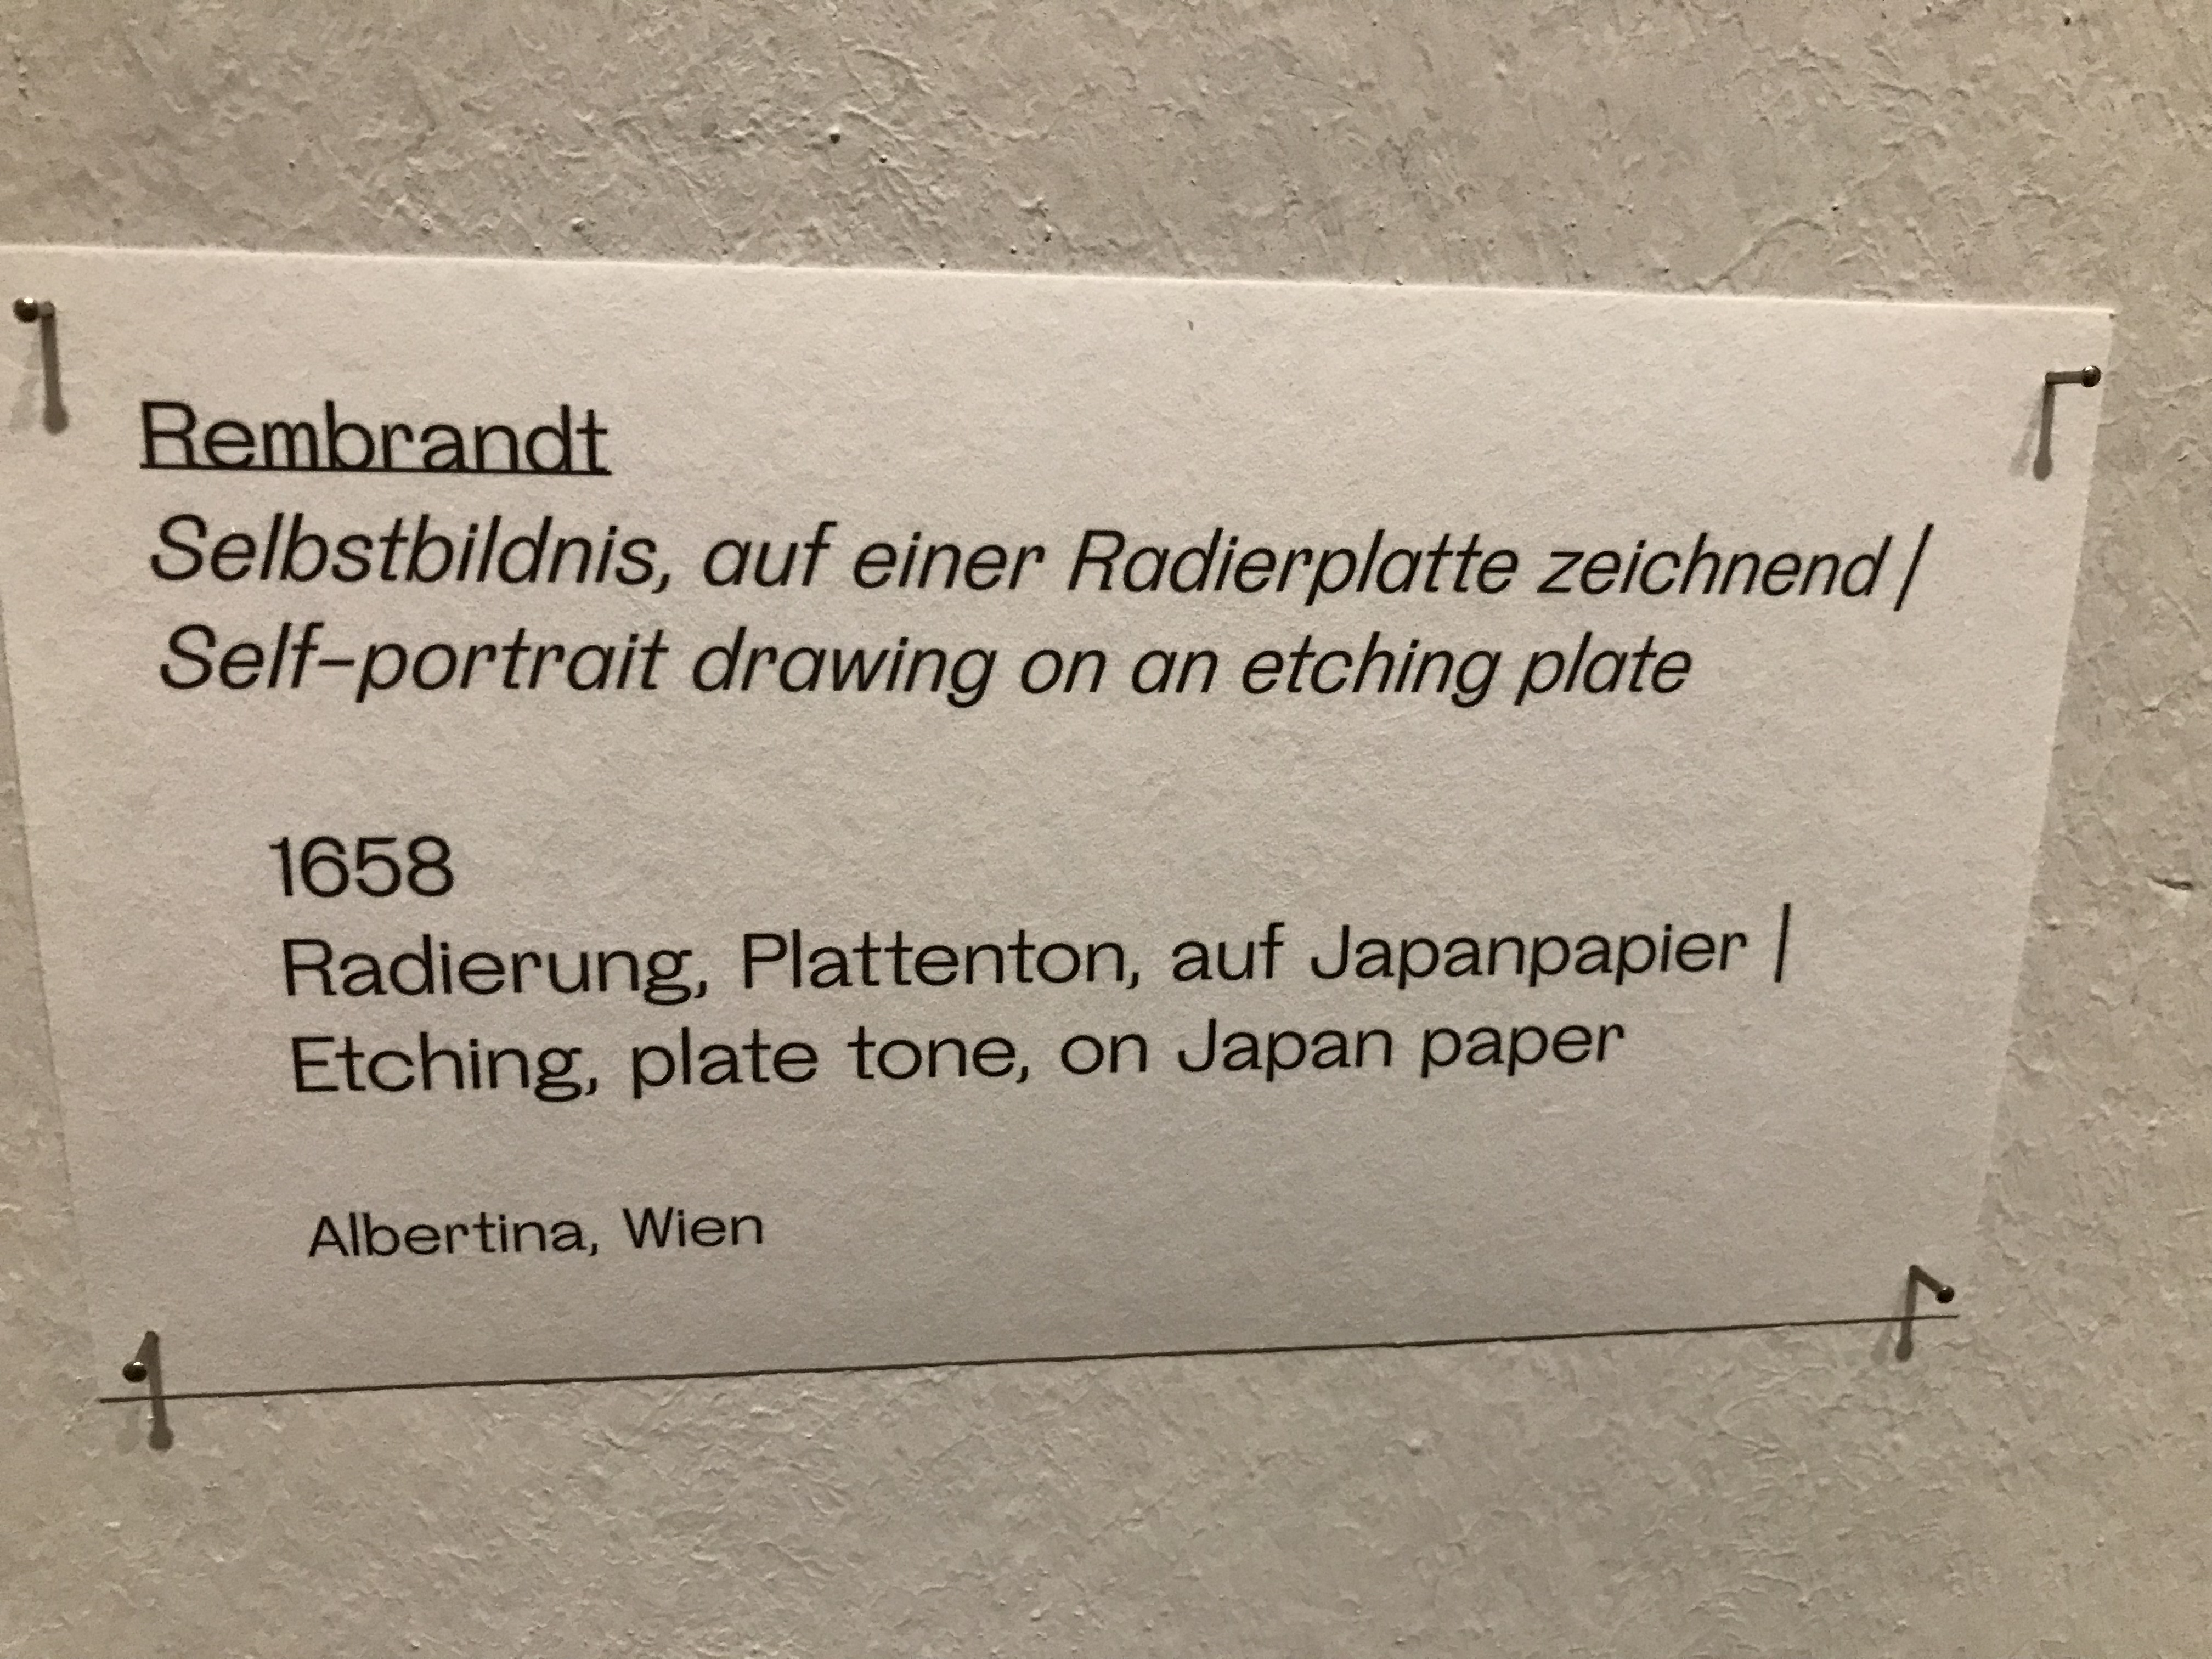 Rembrandt
Selbstbildnis, auf einer Radierplatte zeichnend |
Self-portrait drawing on an etching plate
1658
Radierung, Plattenton, auf Japanpapier |
Etching, plate tone, on Japan paper
Albertina, Wien